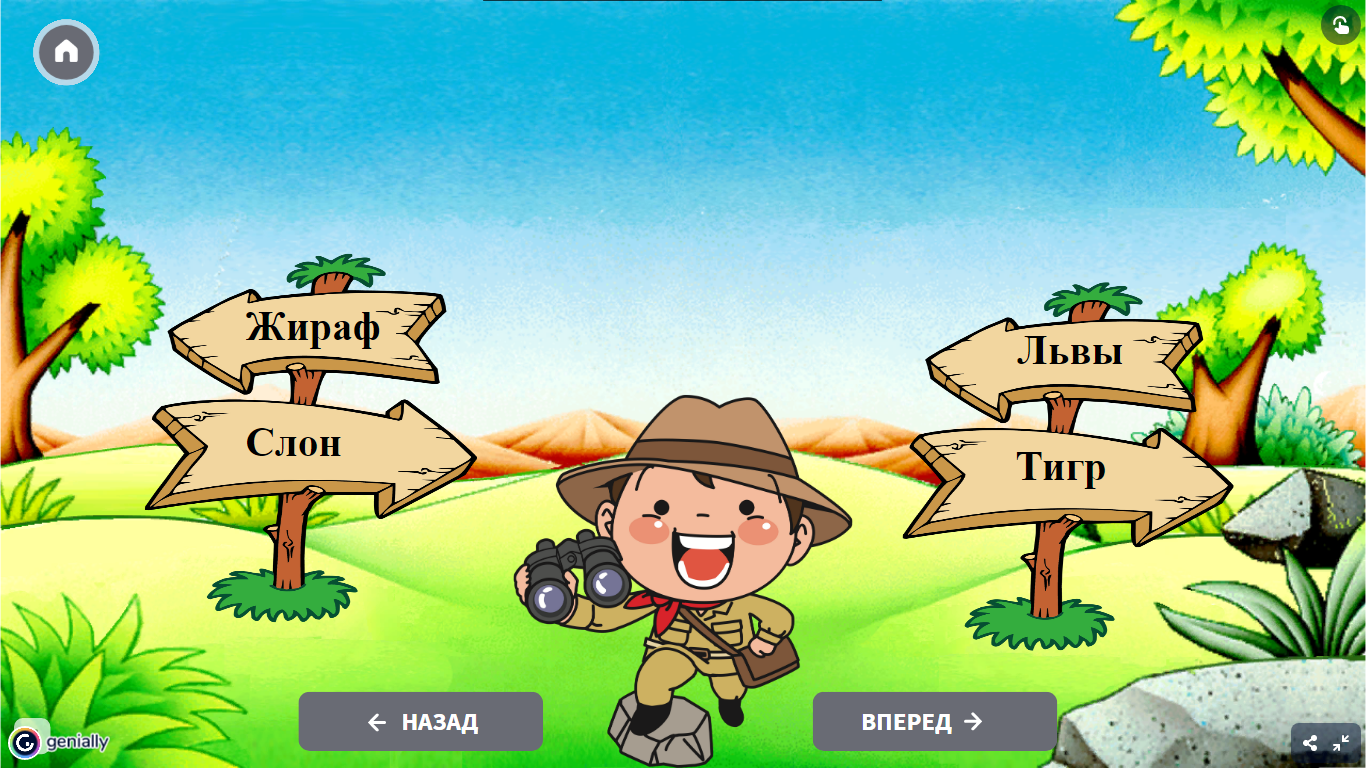 Жираф
Слон
Львы
Тигр
← НАЗАД
ВПЕРЕД →
genially